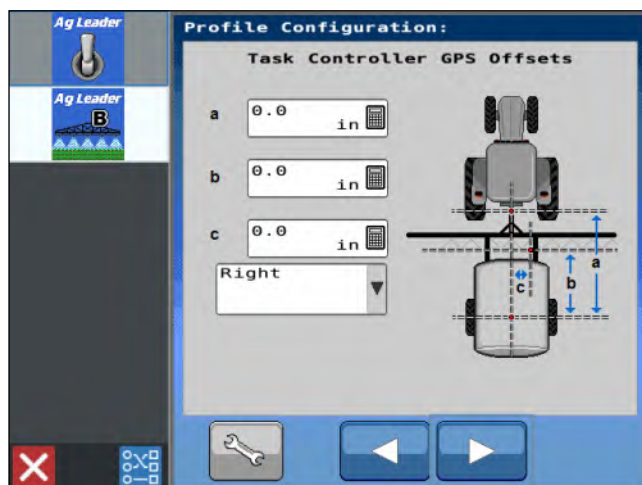 Ag Leader
Ag Leader
B
Profile Configuration:
Task Controller GPS Offsets
a
0.0
in
b
0.0
in
c
0.0
in
Right
a
b
c